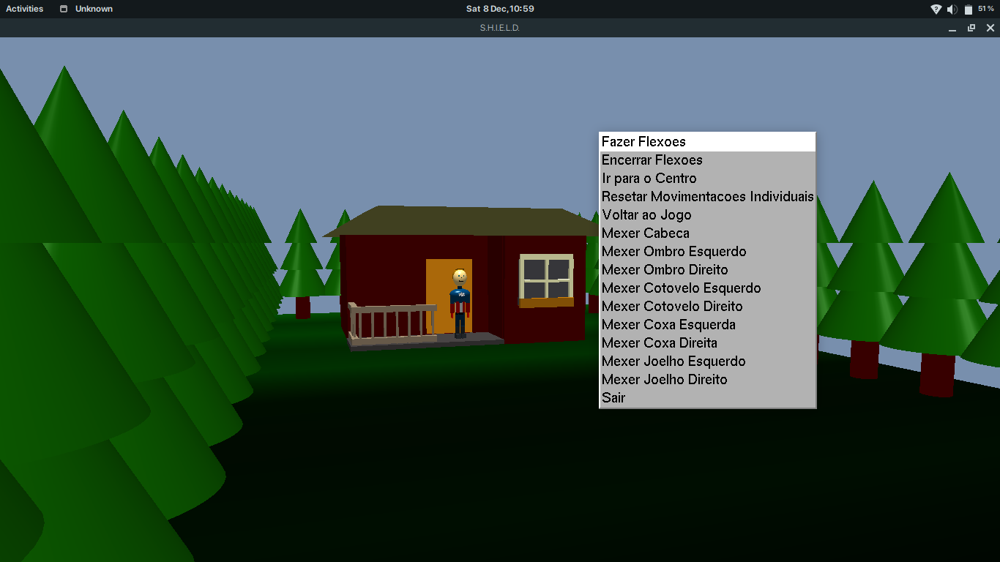 Activities Unknown Sat 8 Dec, 10:59 51 %
S.H.I.E.L.D.
Fazer Flexoes
Encerrar Flexoes
Ir para o Centro
Resetar Movimentacoes Individuais
Voltar ao Jogo
Mexer Cabeca
Mexer Ombro Esquerdo
Mexer Ombro Direito
Mexer Cotovelo Esquerdo
Mexer Cotovelo Direito
Mexer Coxa Esquerda
Mexer Coxa Direita
Mexer Joelho Esquerdo
Mexer Joelho Direito
Sair